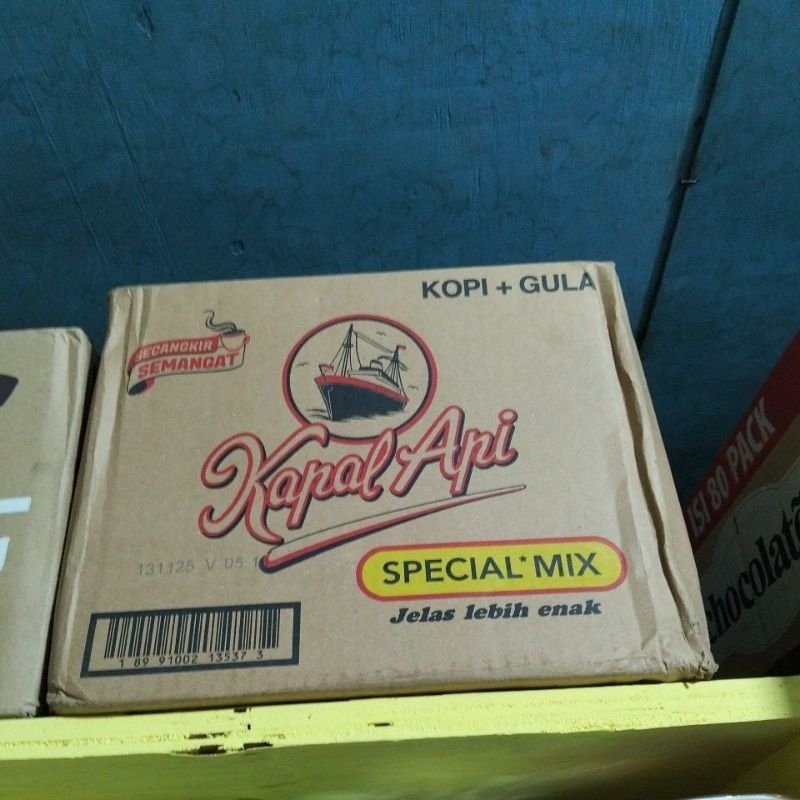 KOPI + GULA
SECANGKIR
SEMANGAT
Kapal Api
SPECIAL* MIX
Jelas lebih enak
131125 V 05 1
1 89 91002 13537 3
ISI 80 PACK